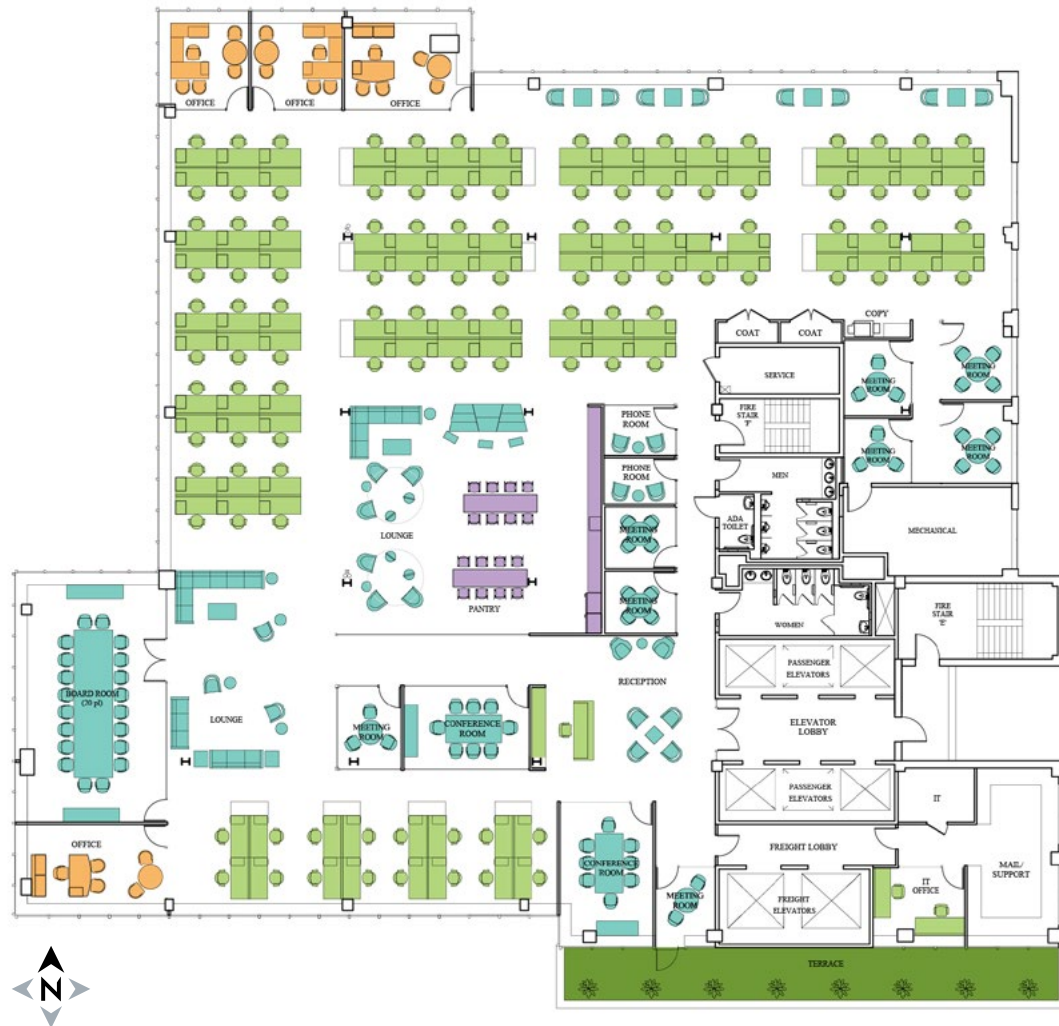 OFFICE
OFFICE
OFFICE
COPY
COAT
COAT
SERVICE
MEETING
ROOM
MEETING
ROOM
PHONE
ROOM
FIRE
STAIR
'F'
MEETING
ROOM
MEETING
ROOM
PHONE
ROOM
MEN
ADA
TOILET
MECHANICAL
LOUNGE
MEETING
ROOM
PANTRY
MEETING
ROOM
FIRE
STAIR
'E'
WOMEN
RECEPTION
PASSENGER
ELEVATORS
BOARD ROOM
(20 pl)
LOUNGE
MEETING
ROOM
CONFERENCE
ROOM
ELEVATOR
LOBBY
PASSENGER
ELEVATORS
IT
OFFICE
FREIGHT LOBBY
CONFERENCE
ROOM
MAIL/
SUPPORT
IT
OFFICE
MEETING
ROOM
FREIGHT
ELEVATORS
TERRACE
N